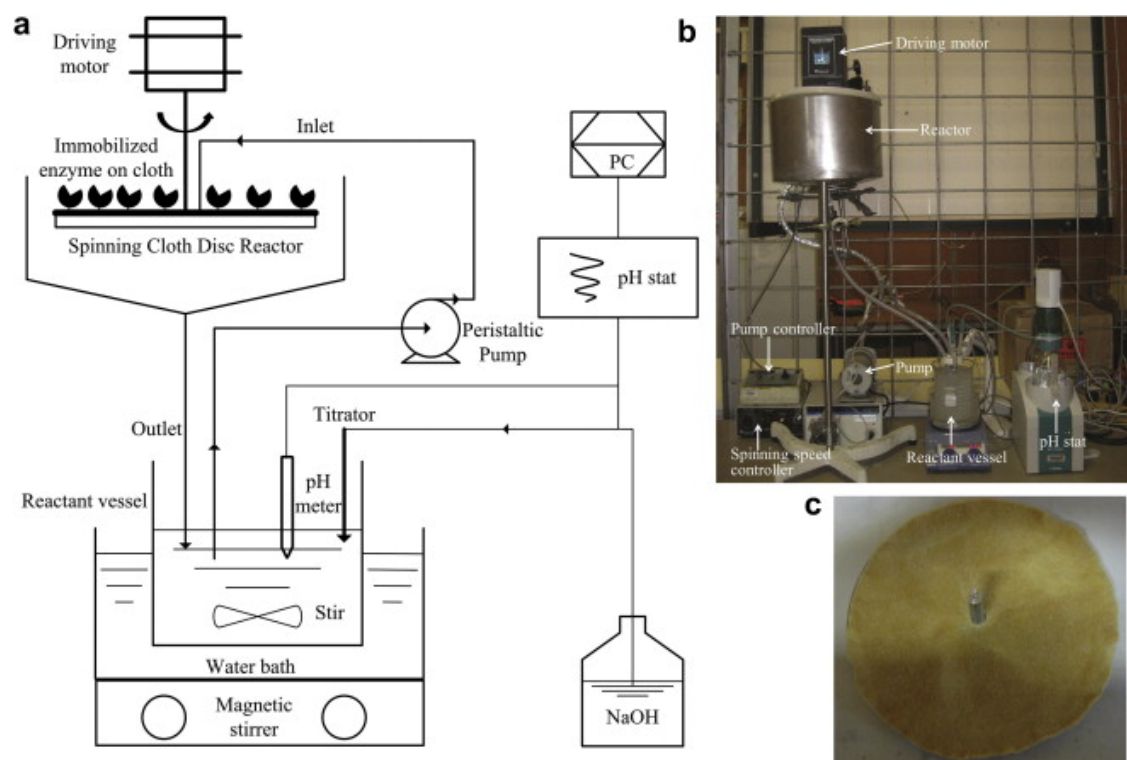 a
Driving
motor
Immobilized
enzyme on cloth
Inlet
Spinning Cloth Disc Reactor
PC
pH stat
Peristaltic
Pump
Outlet
Titrator
Reactant vessel
pH
meter
Stir
Water bath
Magnetic
stirrer
NaOH
b
Driving motor
Reactor
Pump controller
Pump
Spinning speed
controller
Reactant vessel
pH stat
c